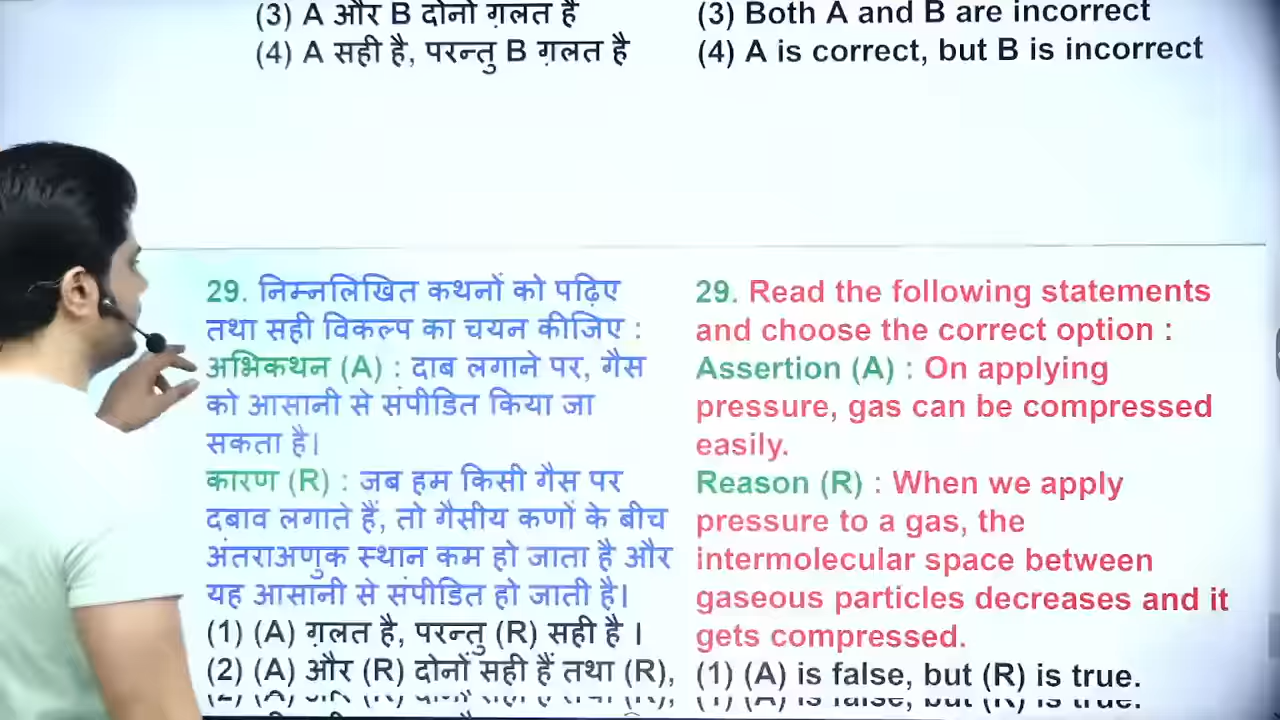 (3) A और B दोनों ग़लत हैं
(4) A सही है, परन्तु B ग़लत है
(3) Both A and B are incorrect
(4) A is correct, but B is incorrect
29. निम्नलिखित कथनों को पढ़िए
तथा सही विकल्प का चयन कीजिए :
अभिकथन (A) : दाब लगाने पर, गैस
को आसानी से संपीडित किया जा
सकता है।
कारण (R) : जब हम किसी गैस पर
दबाव लगाते हैं, तो गैसीय कणों के बीच
अंतराअणुक स्थान कम हो जाता है और
यह आसानी से संपीडित हो जाती है।
(1) (A) ग़लत है, परन्तु (R) सही है ।
(2) (A) और (R) दोनों सही हैं तथा (R),
29. Read the following statements
and choose the correct option :
Assertion (A) : On applying
pressure, gas can be compressed
easily.
Reason (R) : When we apply
pressure to a gas, the
intermolecular space between
gaseous particles decreases and it
gets compressed.
(1) (A) is false, but (R) is true.